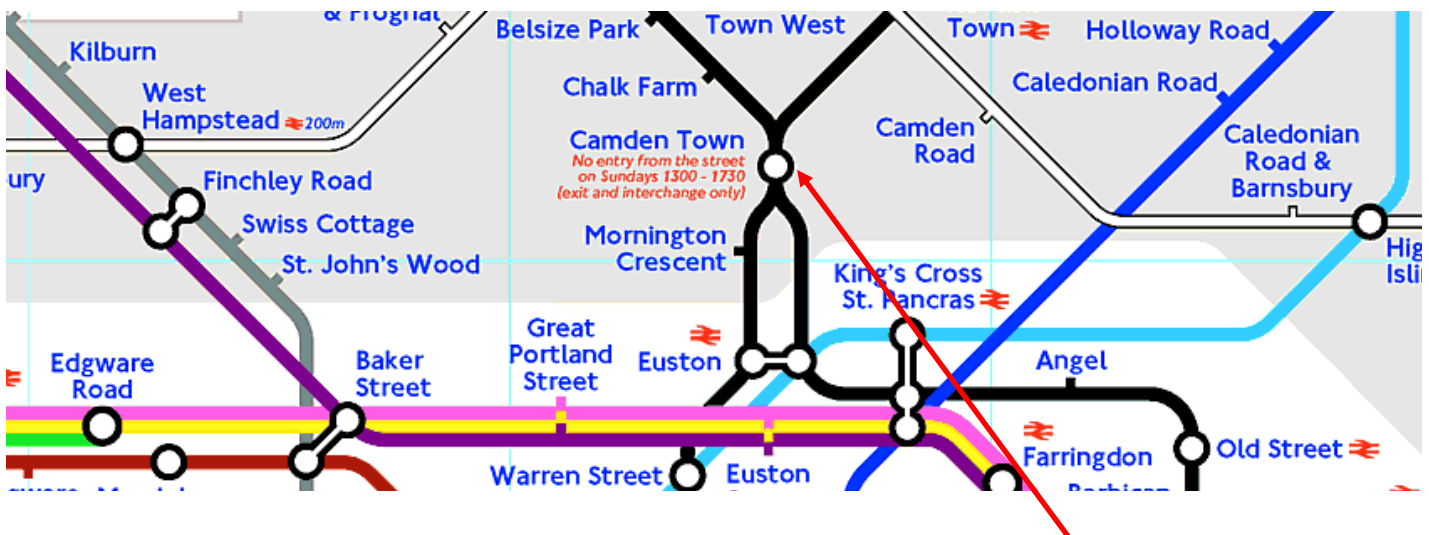 & Frognal
Belsize Park
Town West
Town
Holloway Road
Kilburn
Chalk Farm
Caledonian Road
West
Hampstead 200m
Camden Town
No entry from the street
on Sundays 1300 - 1730
(exit and interchange only)
Camden
Road
Caledonian
Road &
Barnsbury
ury
Finchley Road
Swiss Cottage
St. John's Wood
Mornington
Crescent
King's Cross
St. Pancras
Hig
Isli
Edgware
Road
Baker
Street
Great
Portland
Street
Euston
Angel
Warren Street
Euston
Farringdon
Old Street
Barbican